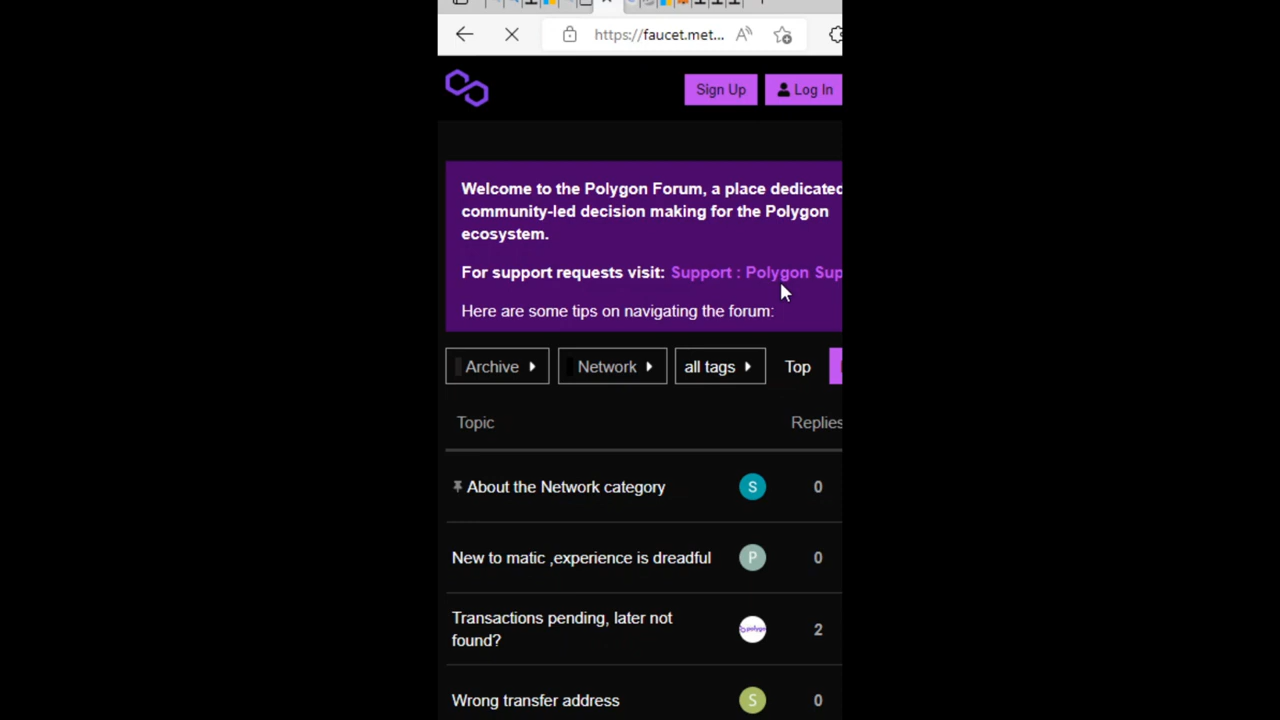 https://faucet.met...
Sign Up
Log In
Welcome to the Polygon Forum, a place dedicated
community-led decision making for the Polygon
ecosystem.
For support requests visit: Support : Polygon Sup
Here are some tips on navigating the forum:
Archive
Network
all tags
Top
Topic
Replies
About the Network category
S
0
New to matic ,experience is dreadful
P
0
Transactions pending, later not
found?
polygon
2
Wrong transfer address
S
0